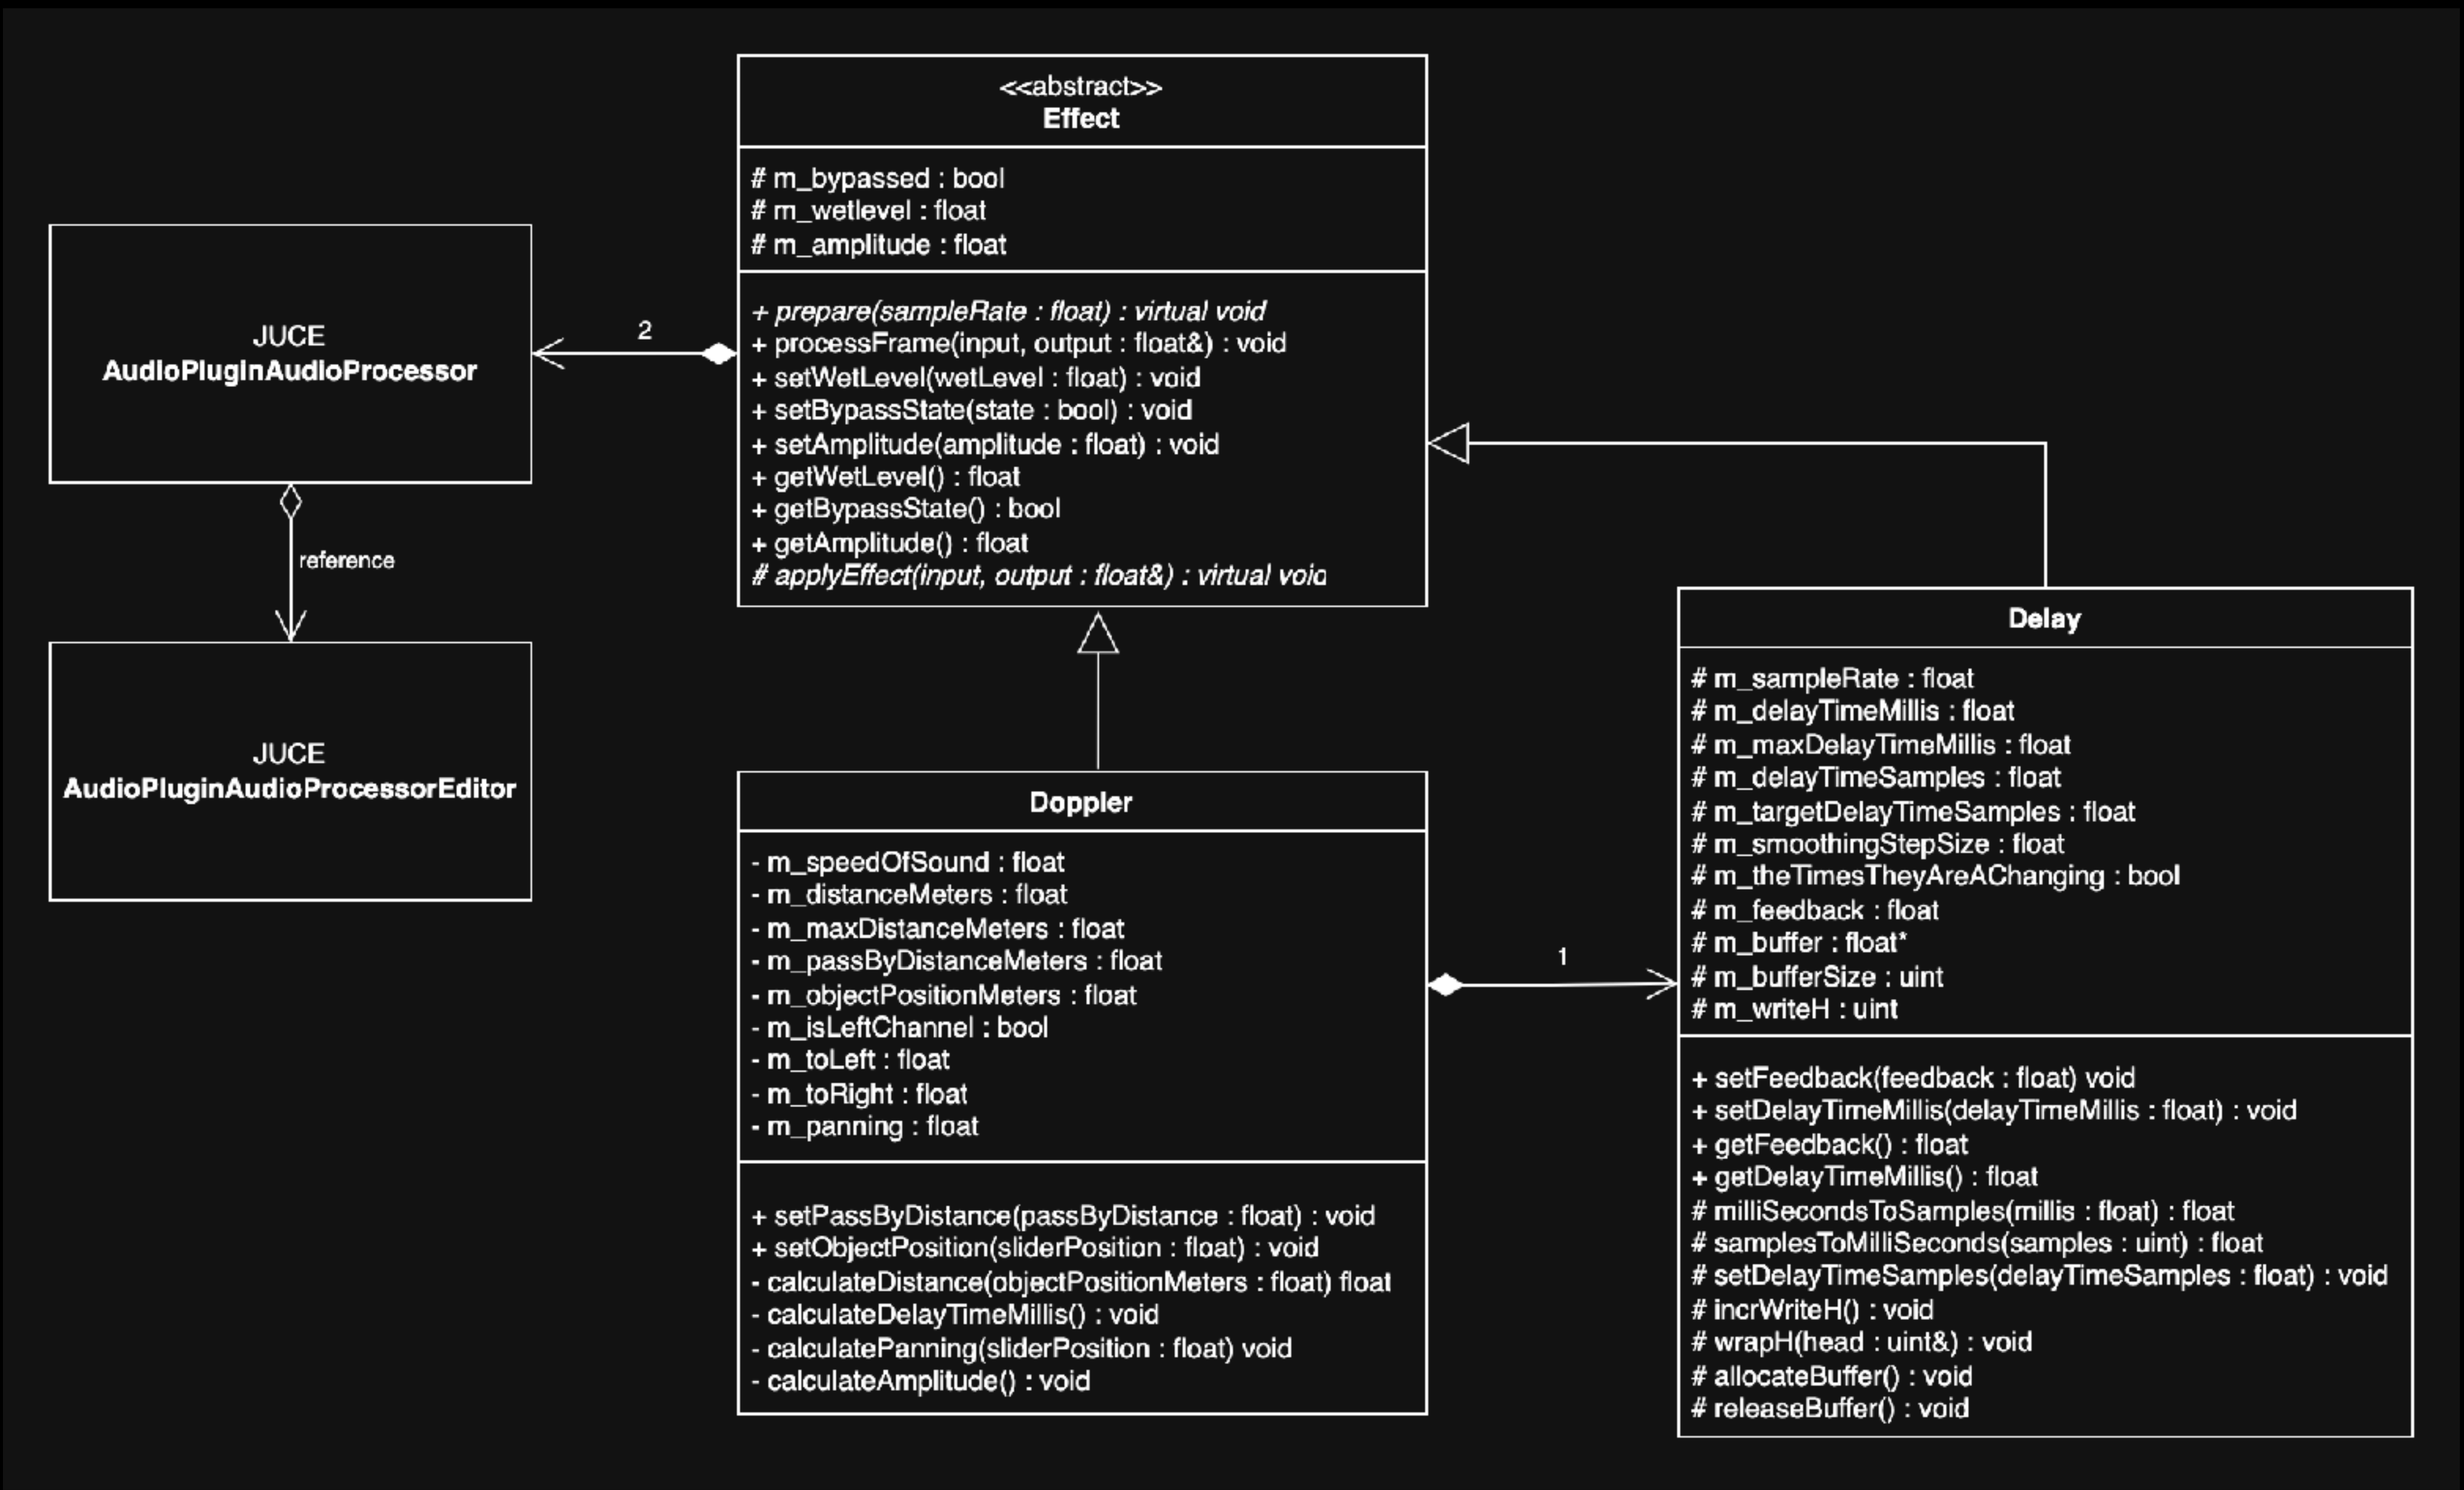 <<abstract>>
Effect
# m_bypassed : bool
# m_wetlevel : float
# m_amplitude : float
+ prepare(sampleRate : float) : virtual void
+ processFrame(input, output : float&) : void
+ setWetLevel(wetLevel : float) : void
+ setBypassState(state : bool) : void
+ setAmplitude(amplitude : float) : void
+ getWetLevel() : float
+ getBypassState() : bool
+ getAmplitude() : float
# applyEffect(input, output : float&) : virtual void
JUCE
AudioPluginAudioProcessor
2
reference
JUCE
AudioPluginAudioProcessorEditor
Doppler
- m_speedOfSound : float
- m_distanceMeters : float
- m_maxDistanceMeters : float
- m_passByDistanceMeters : float
- m_objectPositionMeters : float
- m_isLeftChannel : bool
- m_toLeft : float
- m_toRight : float
- m_panning : float
+ setPassByDistance(passByDistance : float) : void
+ setObjectPosition(sliderPosition : float) : void
- calculateDistance(objectPositionMeters : float) float
- calculateDelayTimeMillis() : void
- calculatePanning(sliderPosition : float) void
- calculateAmplitude() : void
1
Delay
# m_sampleRate : float
# m_delayTimeMillis : float
# m_maxDelayTimeMillis : float
# m_delayTimeSamples : float
# m_targetDelayTimeSamples : float
# m_smoothingStepSize : float
# m_theTimesTheyAreAChanging : bool
# m_feedback : float
# m_buffer : float*
# m_bufferSize : uint
# m_writeH : uint
+ setFeedback(feedback : float) void
+ setDelayTimeMillis(delayTimeMillis : float) : void
+ getFeedback() : float
+ getDelayTimeMillis() : float
# milliSecondsToSamples(millis : float) : float
# samplesToMilliSeconds(samples : uint) : float
# setDelayTimeSamples(delayTimeSamples : float) : void
# incrWriteH() : void
# wrapH(head : uint&) : void
# allocateBuffer() : void
# releaseBuffer() : void